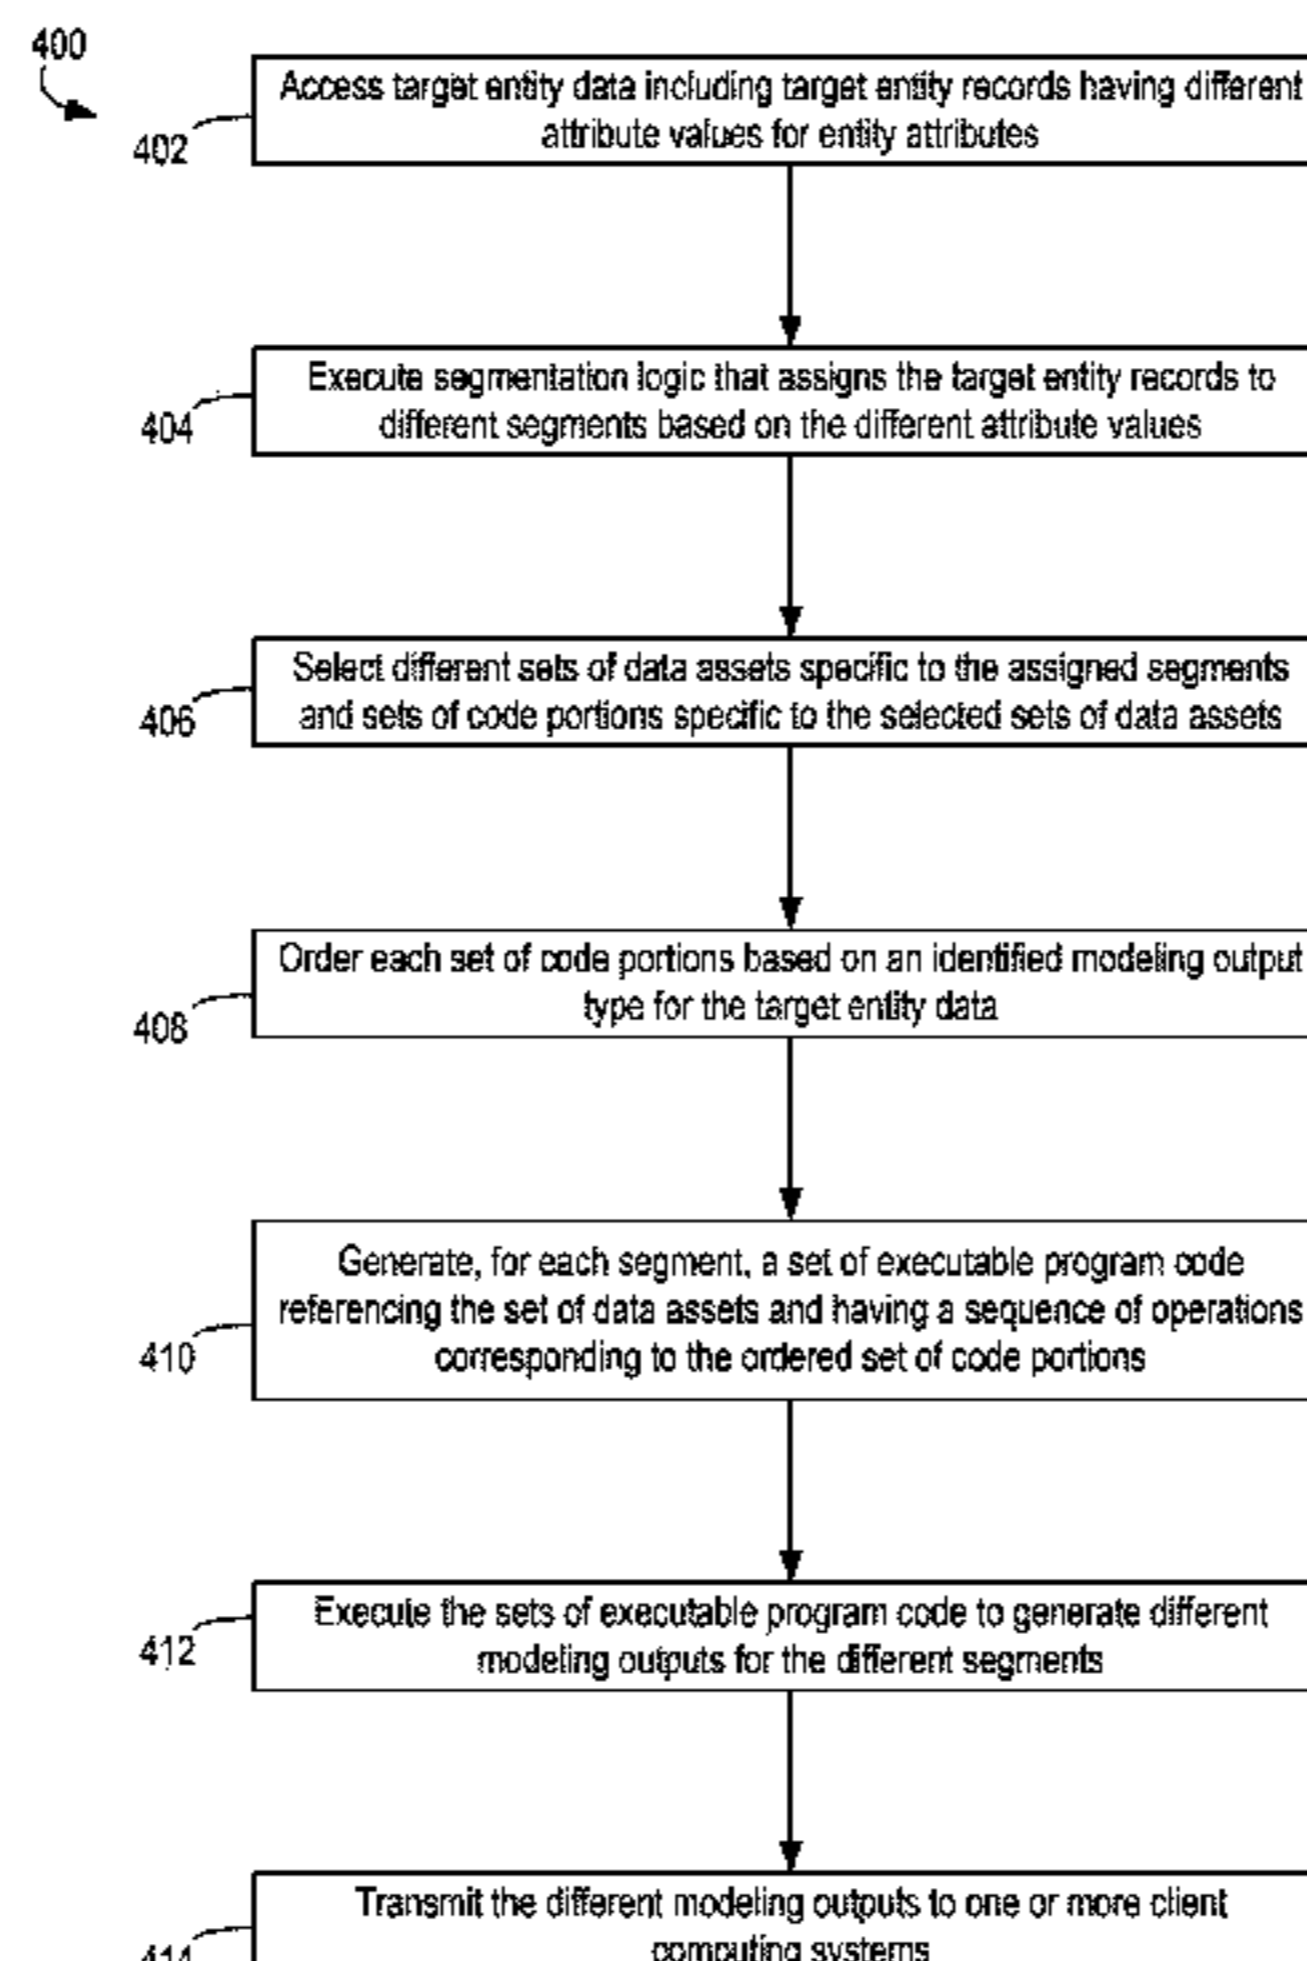 400
Access target entity data including target entity records having different
attribute values for entity attributes
402
Execute segmentation logic that assigns the target entity records to
different segments based on the different attribute values
404
Select different sets of data assets specific to the assigned segments
and sets of code portions specific to the selected sets of data assets
406
Order each set of code portions based on an identified modeling output
type for the target entity data
408
Generate, for each segment, a set of executable program code
referencing the set of data assets and having a sequence of operations
corresponding to the ordered set of code portions
410
Execute the sets of executable program code to generate different
modeling outputs for the different segments
412
Transmit the different modeling outputs to one or more client
computing systems
414